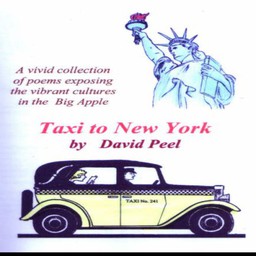 A vivid collection
of poems exposing
the vibrant cultures
in the Big Apple
Taxi to New York
by David Peel
TAXI No. 241